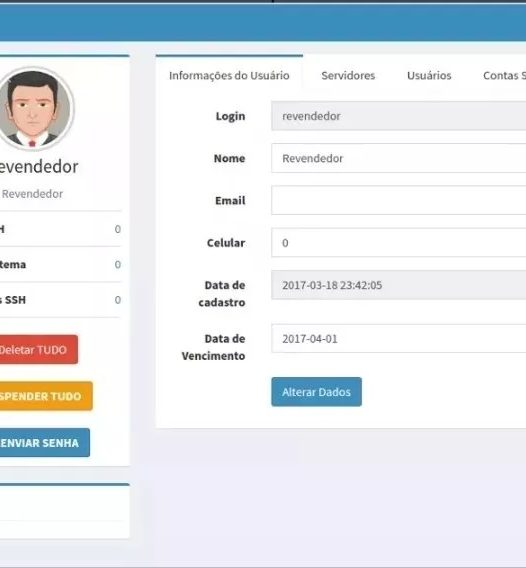 evendedor
Revendedor
H 0
tema 0
s SSH 0
Deletar TUDO
SPENDER TUDO
ENVIAR SENHA
Informações do Usuário Servidores Usuários Contas S
Login revendedor
Nome Revendedor
Email
Celular 0
Data de cadastro 2017-03-18 23:42:05
Data de Vencimento 2017-04-01
Alterar Dados